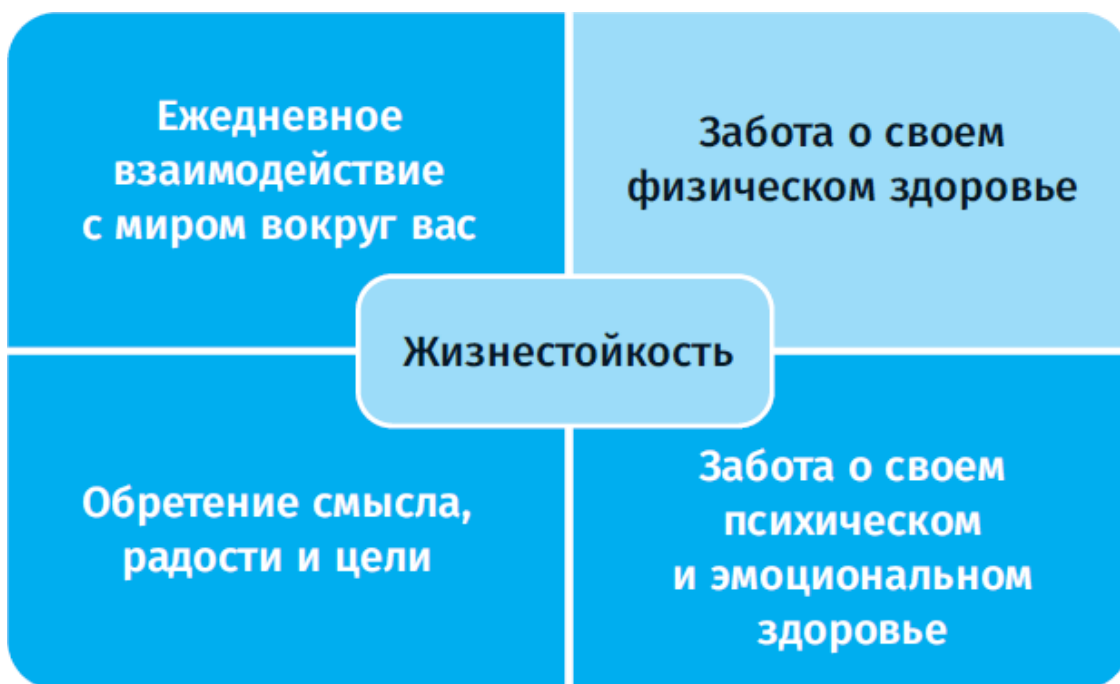 Ежедневное
взаимодействие
с миром вокруг вас
Забота о своем
физическом здоровье
Жизнестойкость
Обретение смысла,
радости и цели
Забота о своем
психическом
и эмоциональном
здоровье